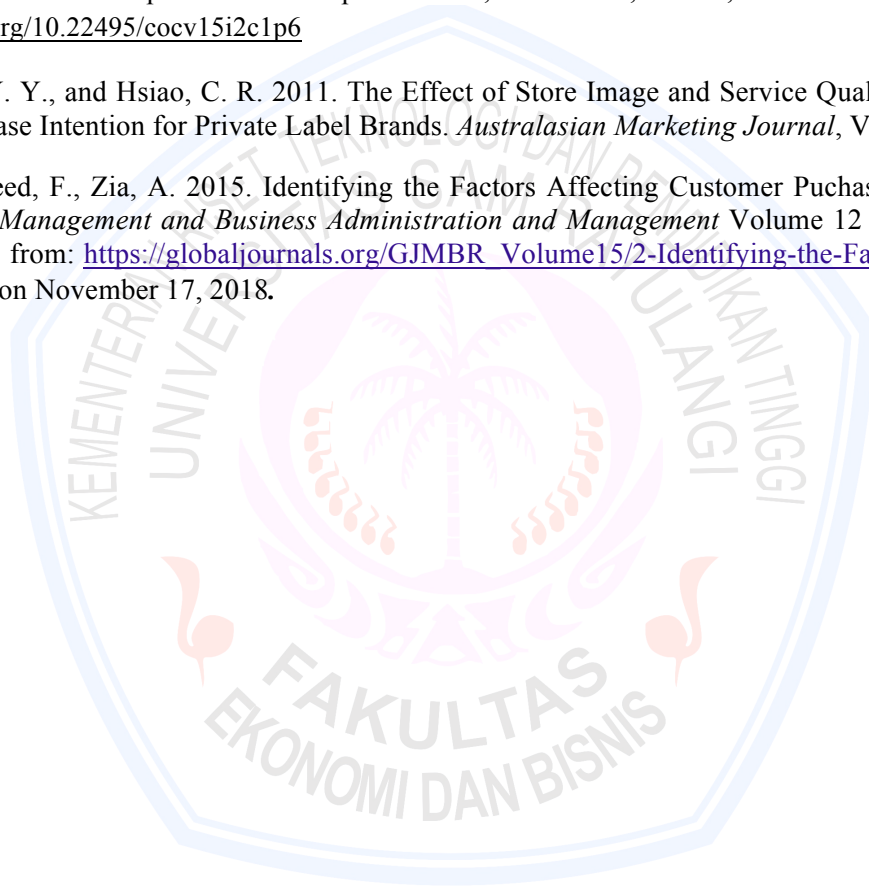 rg/10.22495/cocv15i2c1p6
. Y., and Hsiao, C. R. 2011. The Effect of Store Image and Service Qual
ase Intention for Private Label Brands. Australasian Marketing Journal, V
eed, F., Zia, A. 2015. Identifying the Factors Affecting Customer Puchas
Management and Business Administration and Management Volume 12
from: https://globaljournals.org/GJMBR_Volume15/2-Identifying-the-Fa
on November 17, 2018.
KEMENTERIAN RISET TEKNOLOGI DAN PENDIDIKAN TINGGI
UNIVERSITAS SAM RATULANGI
FAKULTAS
EKONOMI DAN BISNIS